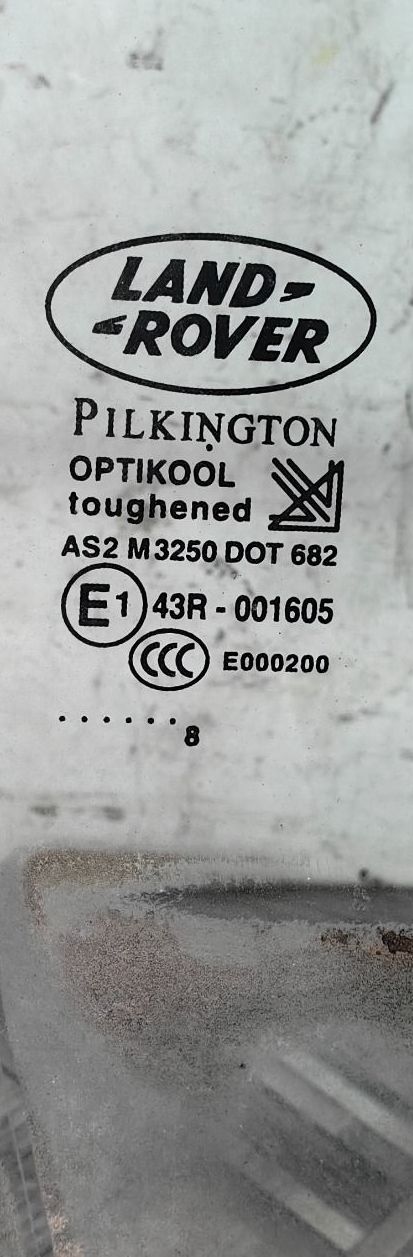 LAND-
-ROVER
PILKINGTON
OPTIKOOL
toughened
AS2 M3250 DOT 682
E1 43R - 001605
CCC E000200
. . . . . .
8